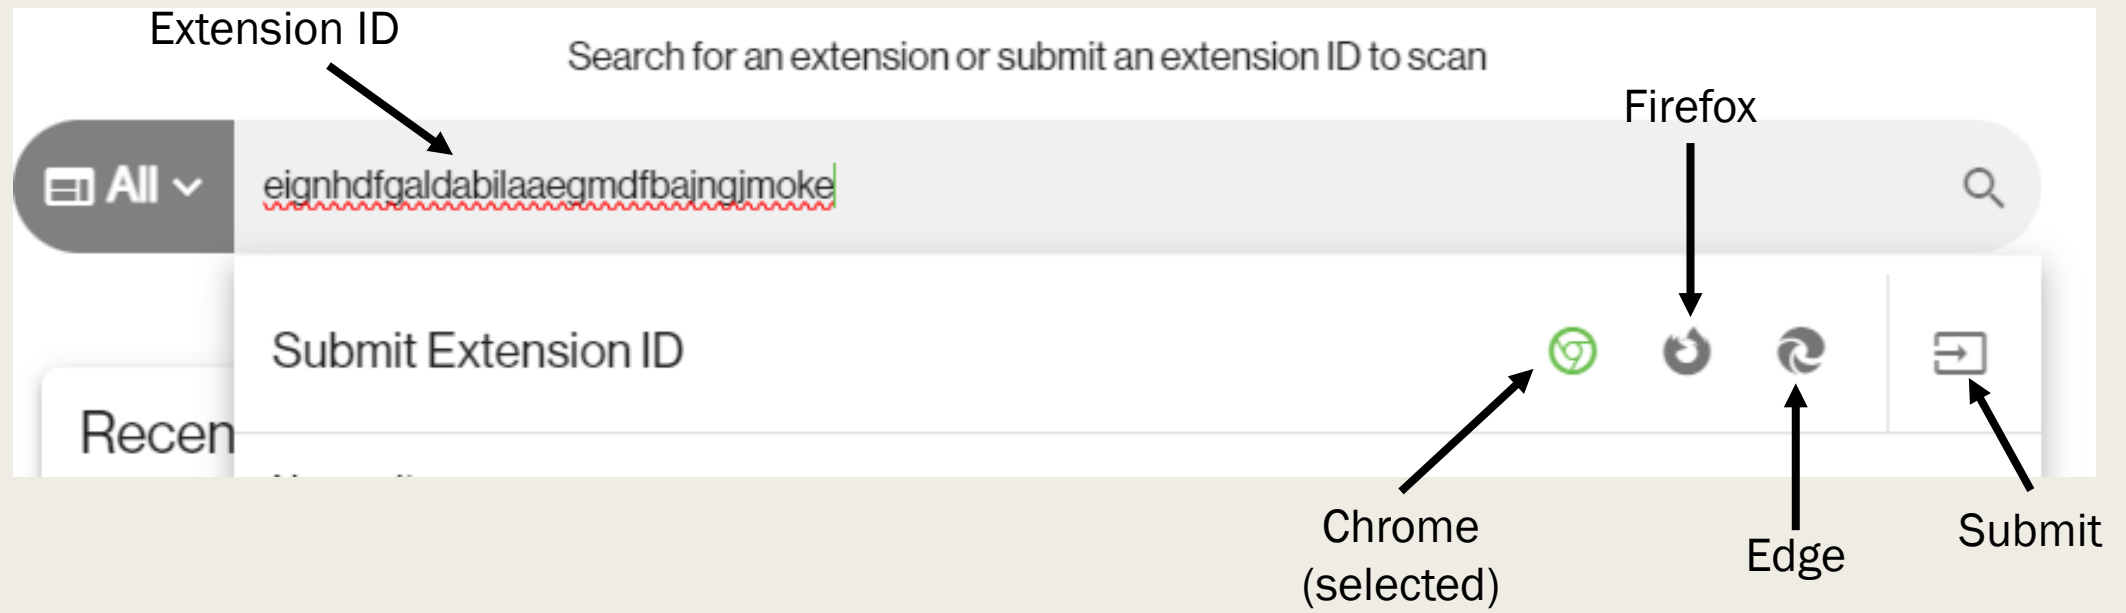 Extension ID
Search for an extension or submit an extension ID to scan
Firefox
All
eignhdfgaldabilaaegmdfbajngjmoke
Submit Extension ID
Recen
Chrome
(selected)
Edge
Submit